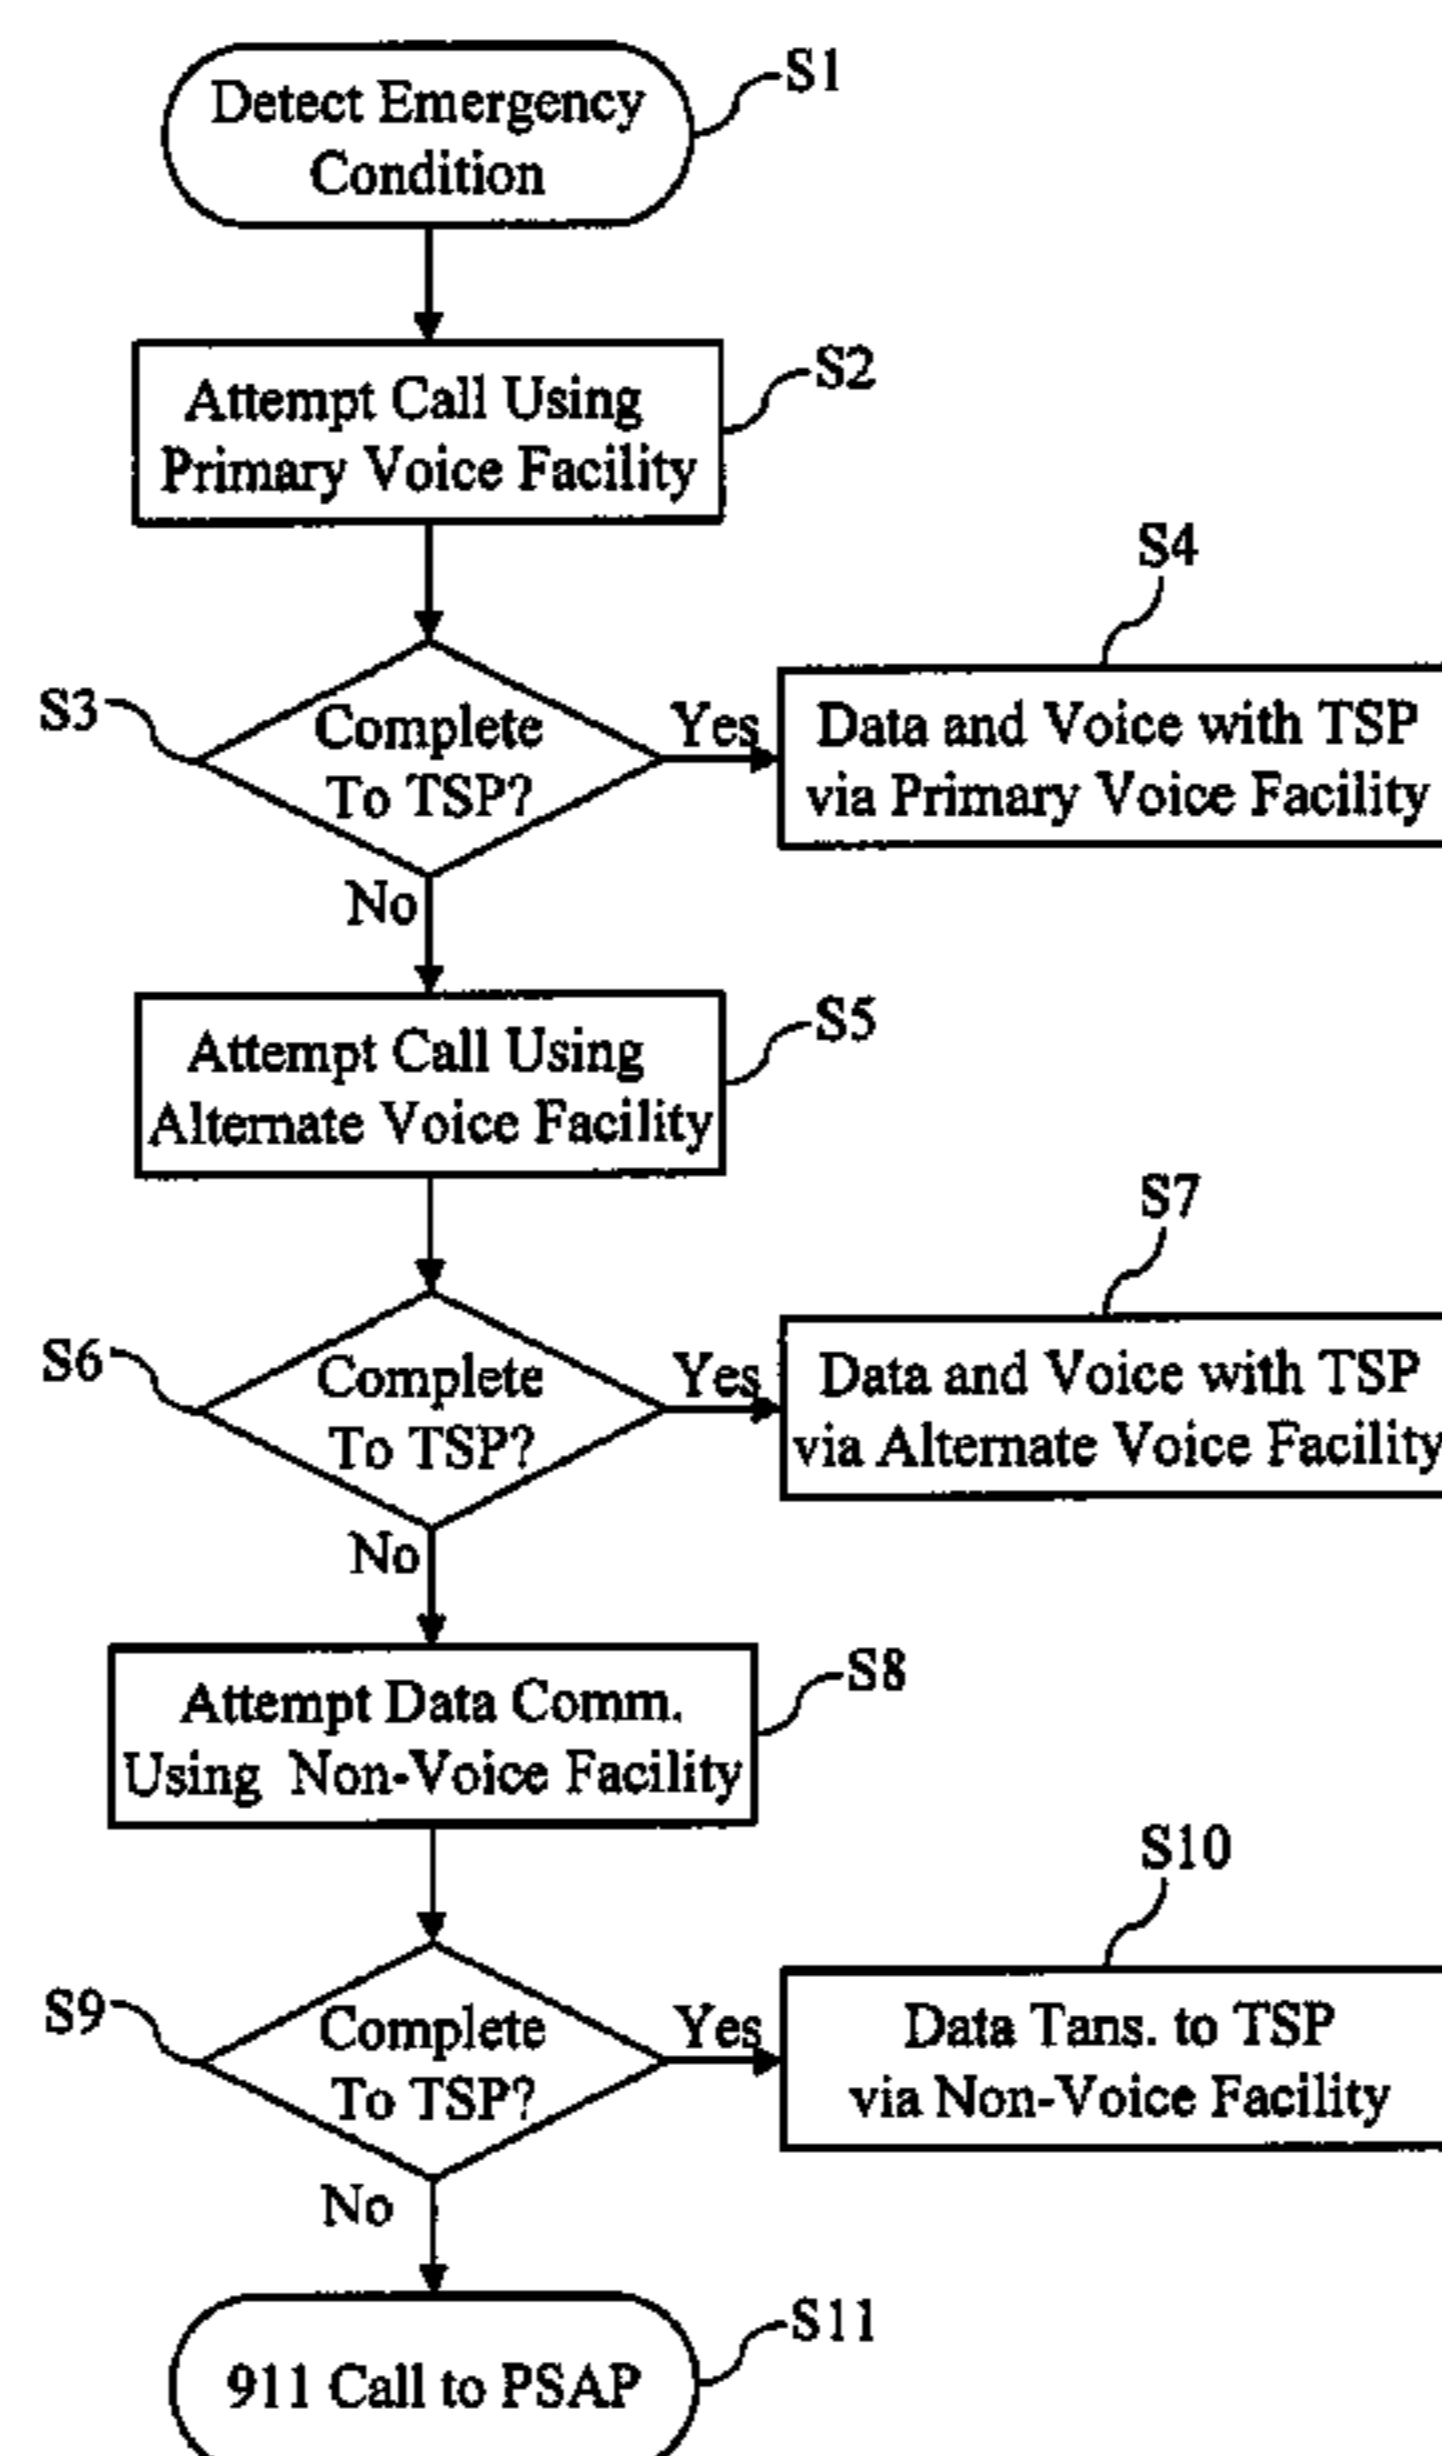 Detect Emergency
Condition
S1
Attempt Call Using
Primary Voice Facility
S2
S3
Complete
To TSP?
Yes
No
S4
Data and Voice with TSP
via Primary Voice Facility
Attempt Call Using
Alternate Voice Facility
S5
S6
Complete
To TSP?
Yes
No
S7
Data and Voice with TSP
via Alternate Voice Facility
Attempt Data Comm.
Using Non-Voice Facility
S8
S9
Complete
To TSP?
Yes
No
S10
Data Tans. to TSP
via Non-Voice Facility
911 Call to PSAP
S11